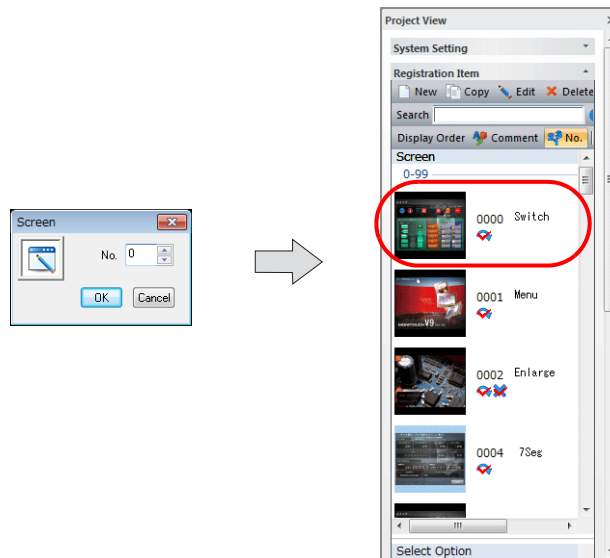 Screen
No. 0
OK Cancel
Project View
System Setting
Registration Item
New Copy Edit Delete
Search
Display Order Comment No.
Screen
0-99
0000 Switch
0001 Menu
V9
0002 Enlarge
0004 7Seg
Select Option